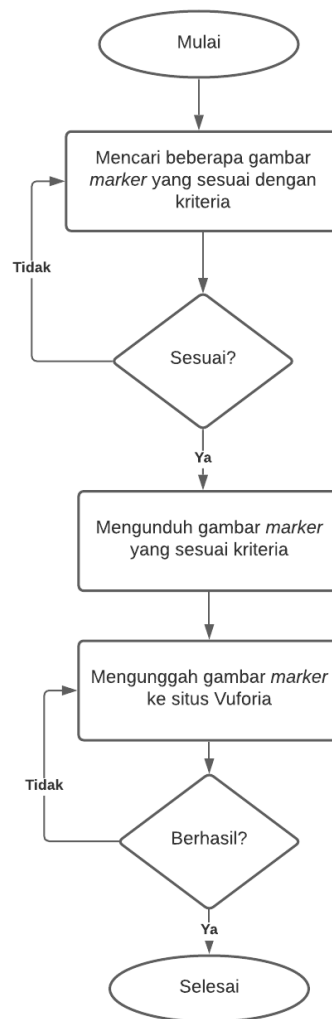 Mulai
Mencari beberapa gambar
marker yang sesuai dengan
kriteria
Tidak
Sesuai?
Ya
Mengunduh gambar marker
yang sesuai kriteria
Mengunggah gambar marker
ke situs Vuforia
Tidak
Berhasil?
Ya
Selesai